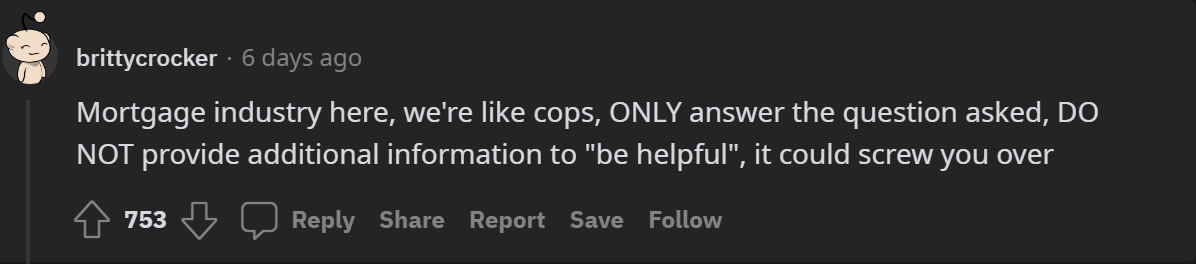 brittycrocker · 6 days ago
Mortgage industry here, we're like cops, ONLY answer the question asked, DO
NOT provide additional information to "be helpful", it could screw you over
753 Reply Share Report Save Follow